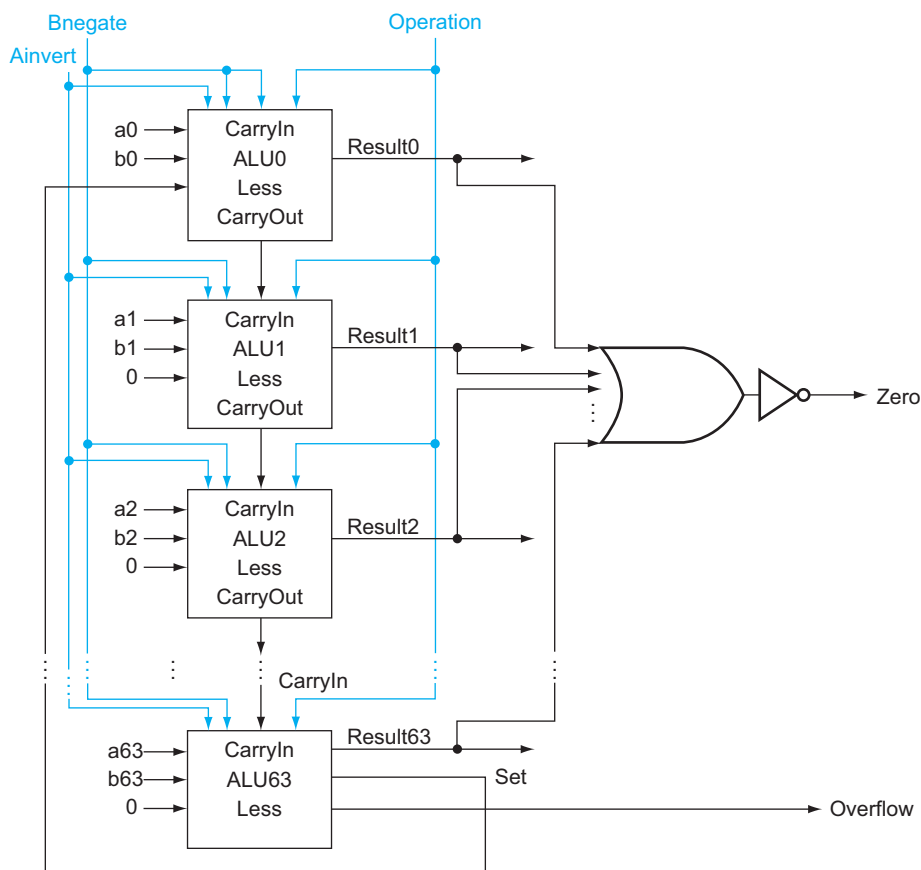 Bnegate
Operation
Ainvert
a0
b0
CarryIn
ALU0
Less
CarryOut
Result0
a1
b1
0
CarryIn
ALU1
Less
CarryOut
Result1
Zero
a2
b2
0
CarryIn
ALU2
Less
CarryOut
Result2
CarryIn
a63
b63
0
CarryIn
ALU63
Less
Result63
Set
Overflow